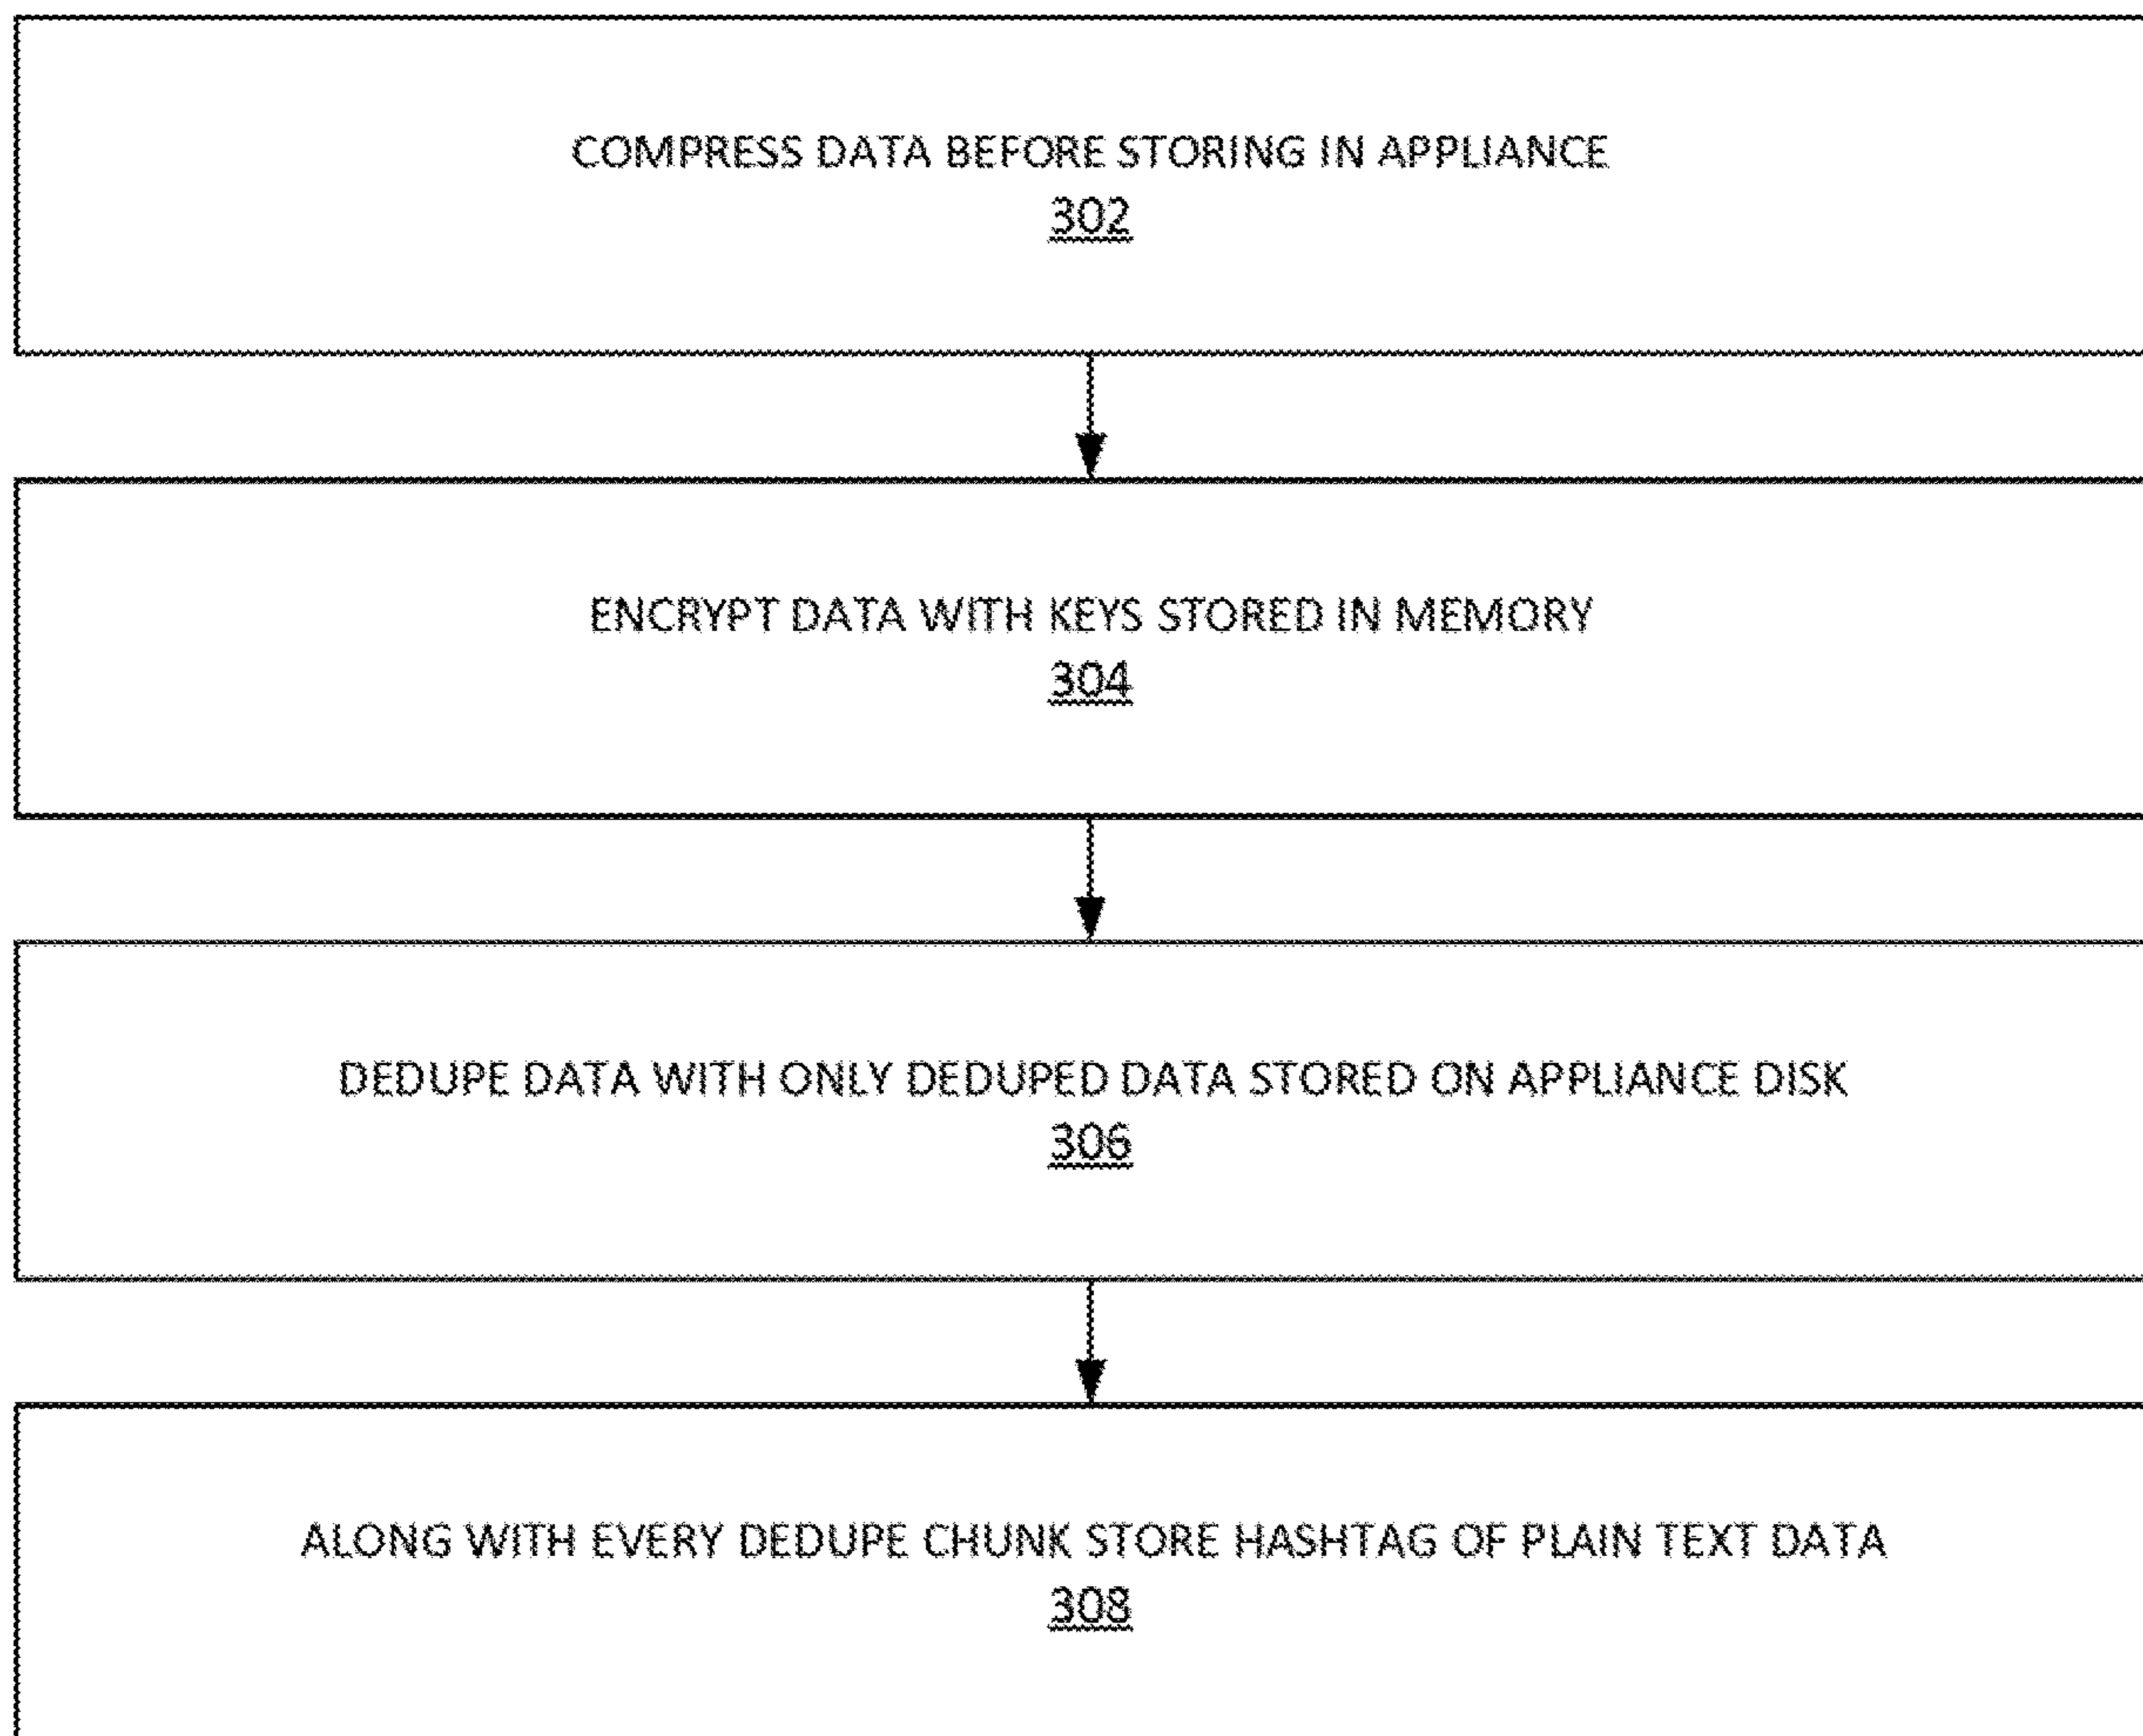 COMPRESS DATA BEFORE STORING IN APPLIANCE
302
ENCRYPT DATA WITH KEYS STORED IN MEMORY
304
DEDUPE DATA WITH ONLY DEDUPED DATA STORED ON APPLIANCE DISK
306
ALONG WITH EVERY DEDUPE CHUNK STORE HASHTAG OF PLAIN TEXT DATA
308